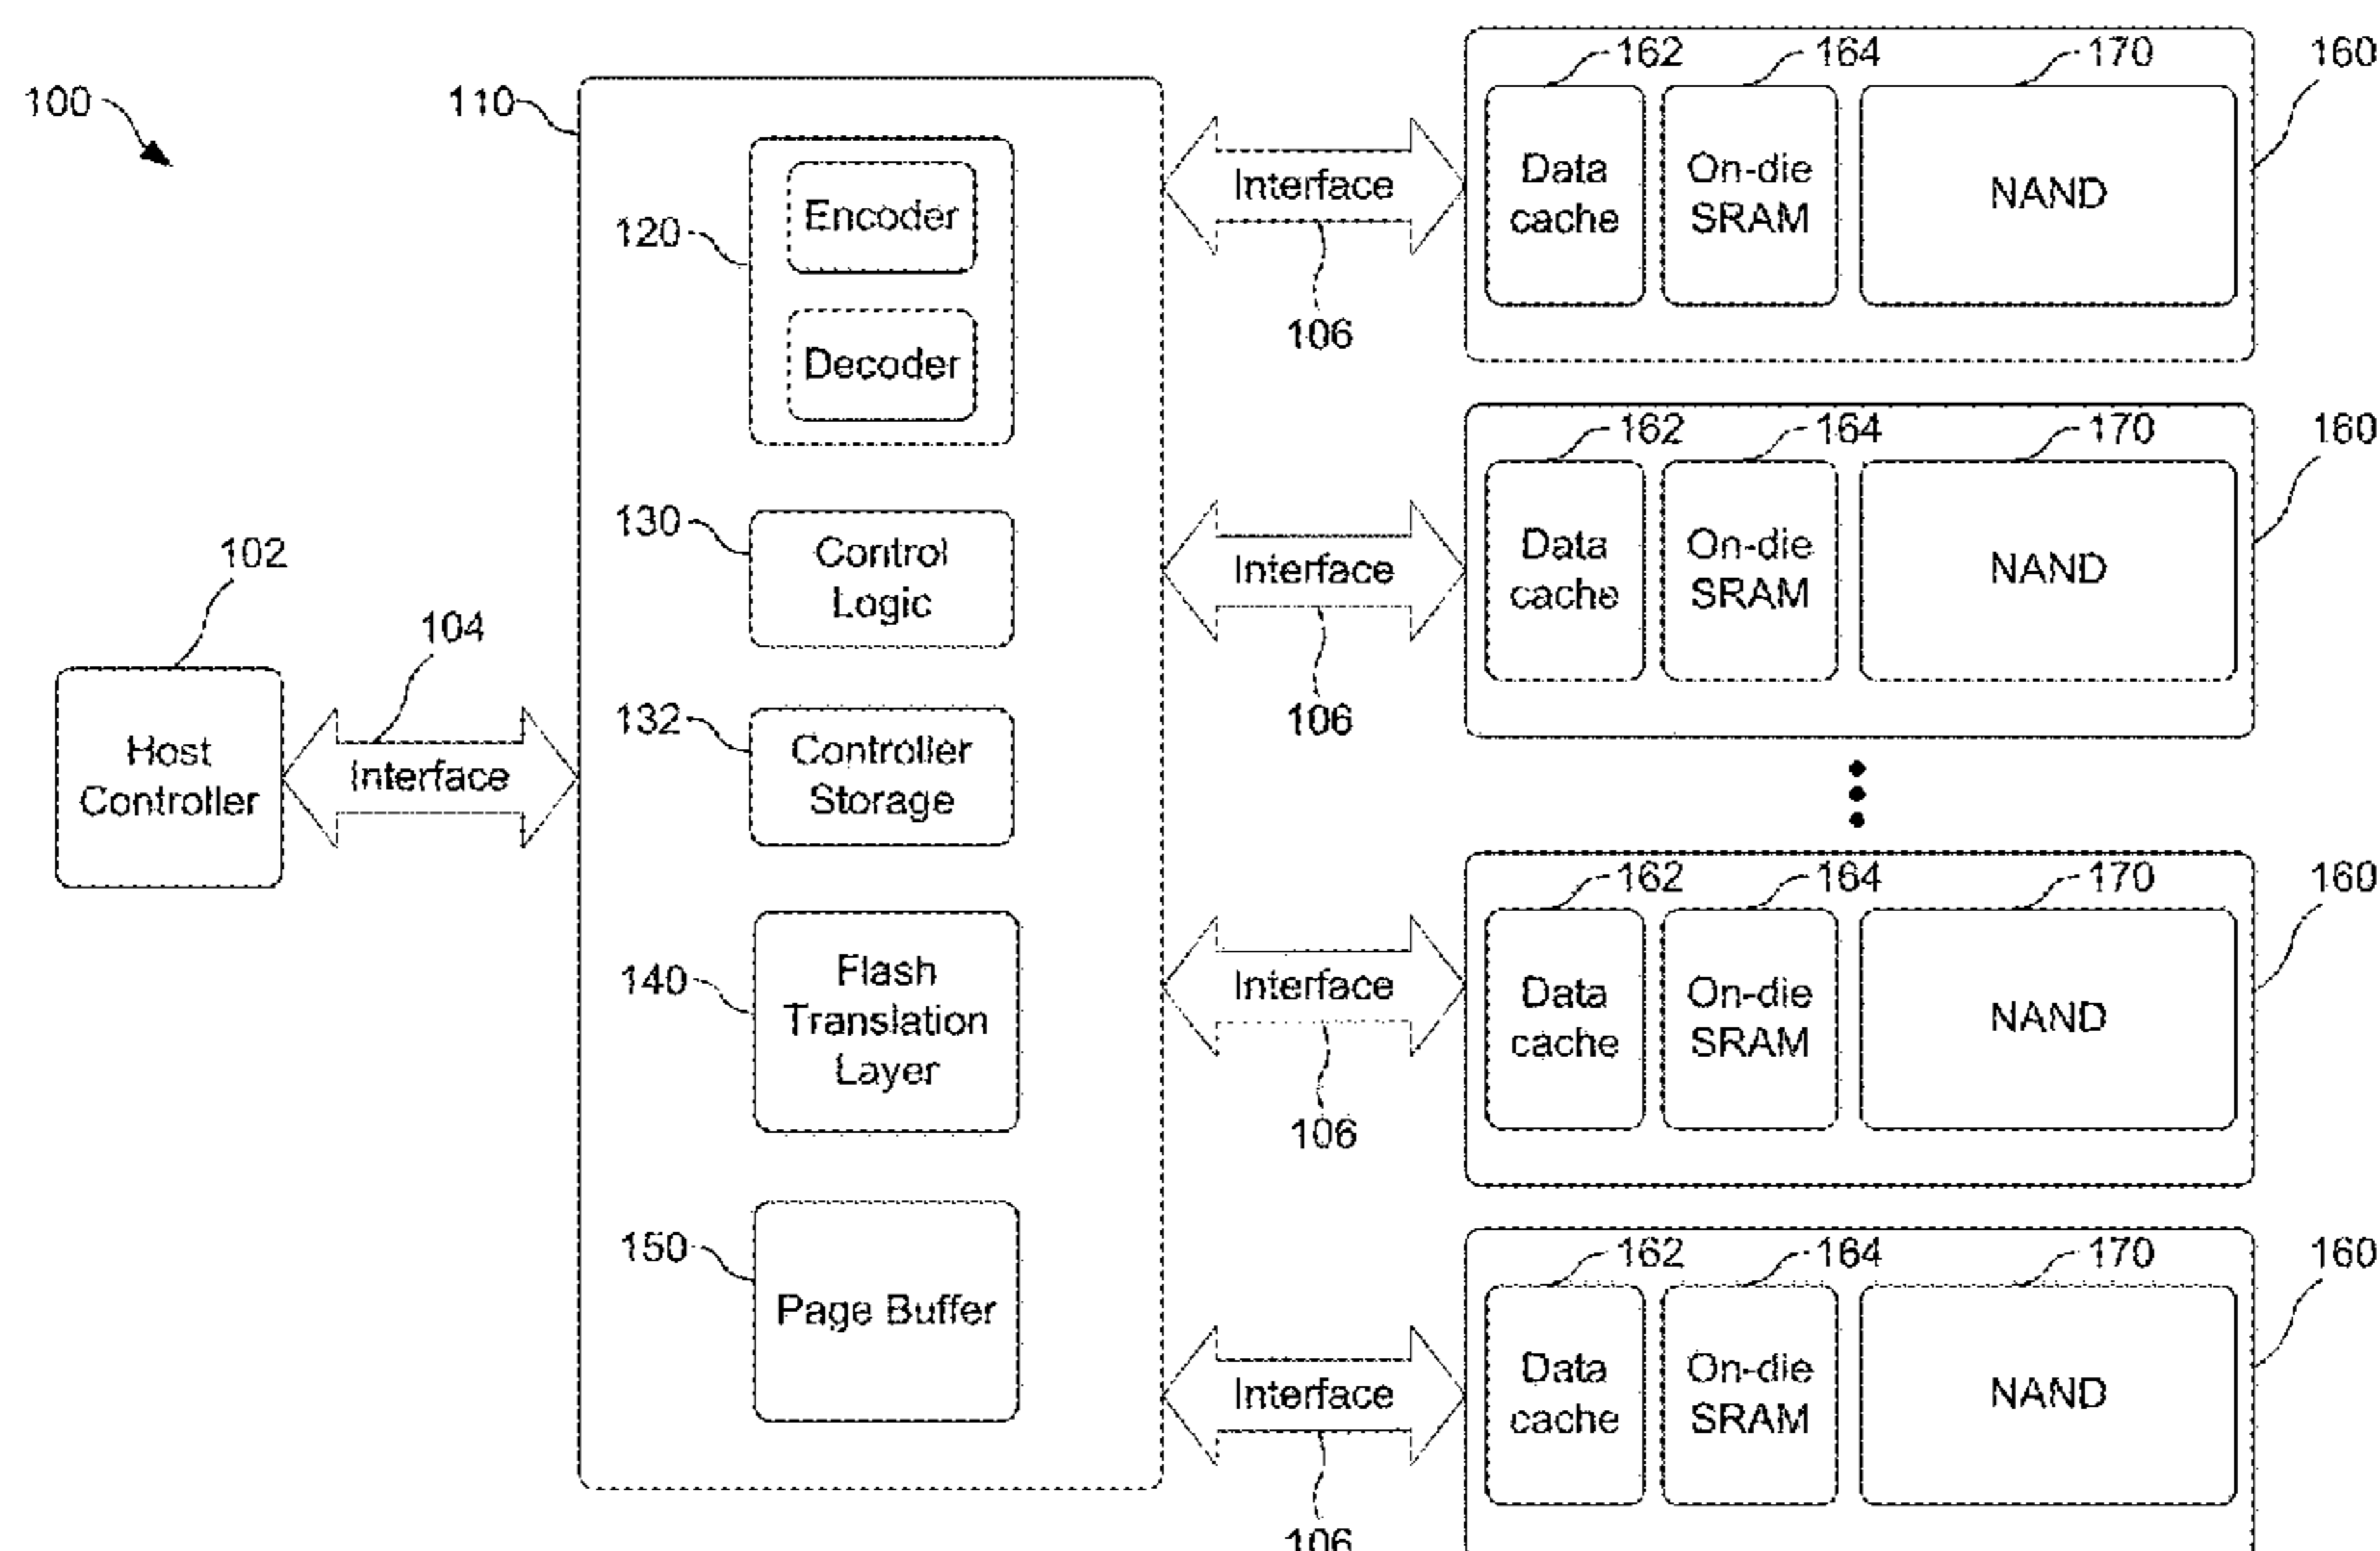 100
110
120
Encoder
Decoder
130
Control
Logic
132
Controller
Storage
140
Flash
Translation
Layer
150
Page Buffer
102
Host
Controller
104
Interface
Interface
106
162
164
170
160
Data
cache
On-die
SRAM
NAND
Interface
106
162
164
170
160
Data
cache
On-die
SRAM
NAND
Interface
106
162
164
170
160
Data
cache
On-die
SRAM
NAND
Interface
106
162
164
170
160
Data
cache
On-die
SRAM
NAND